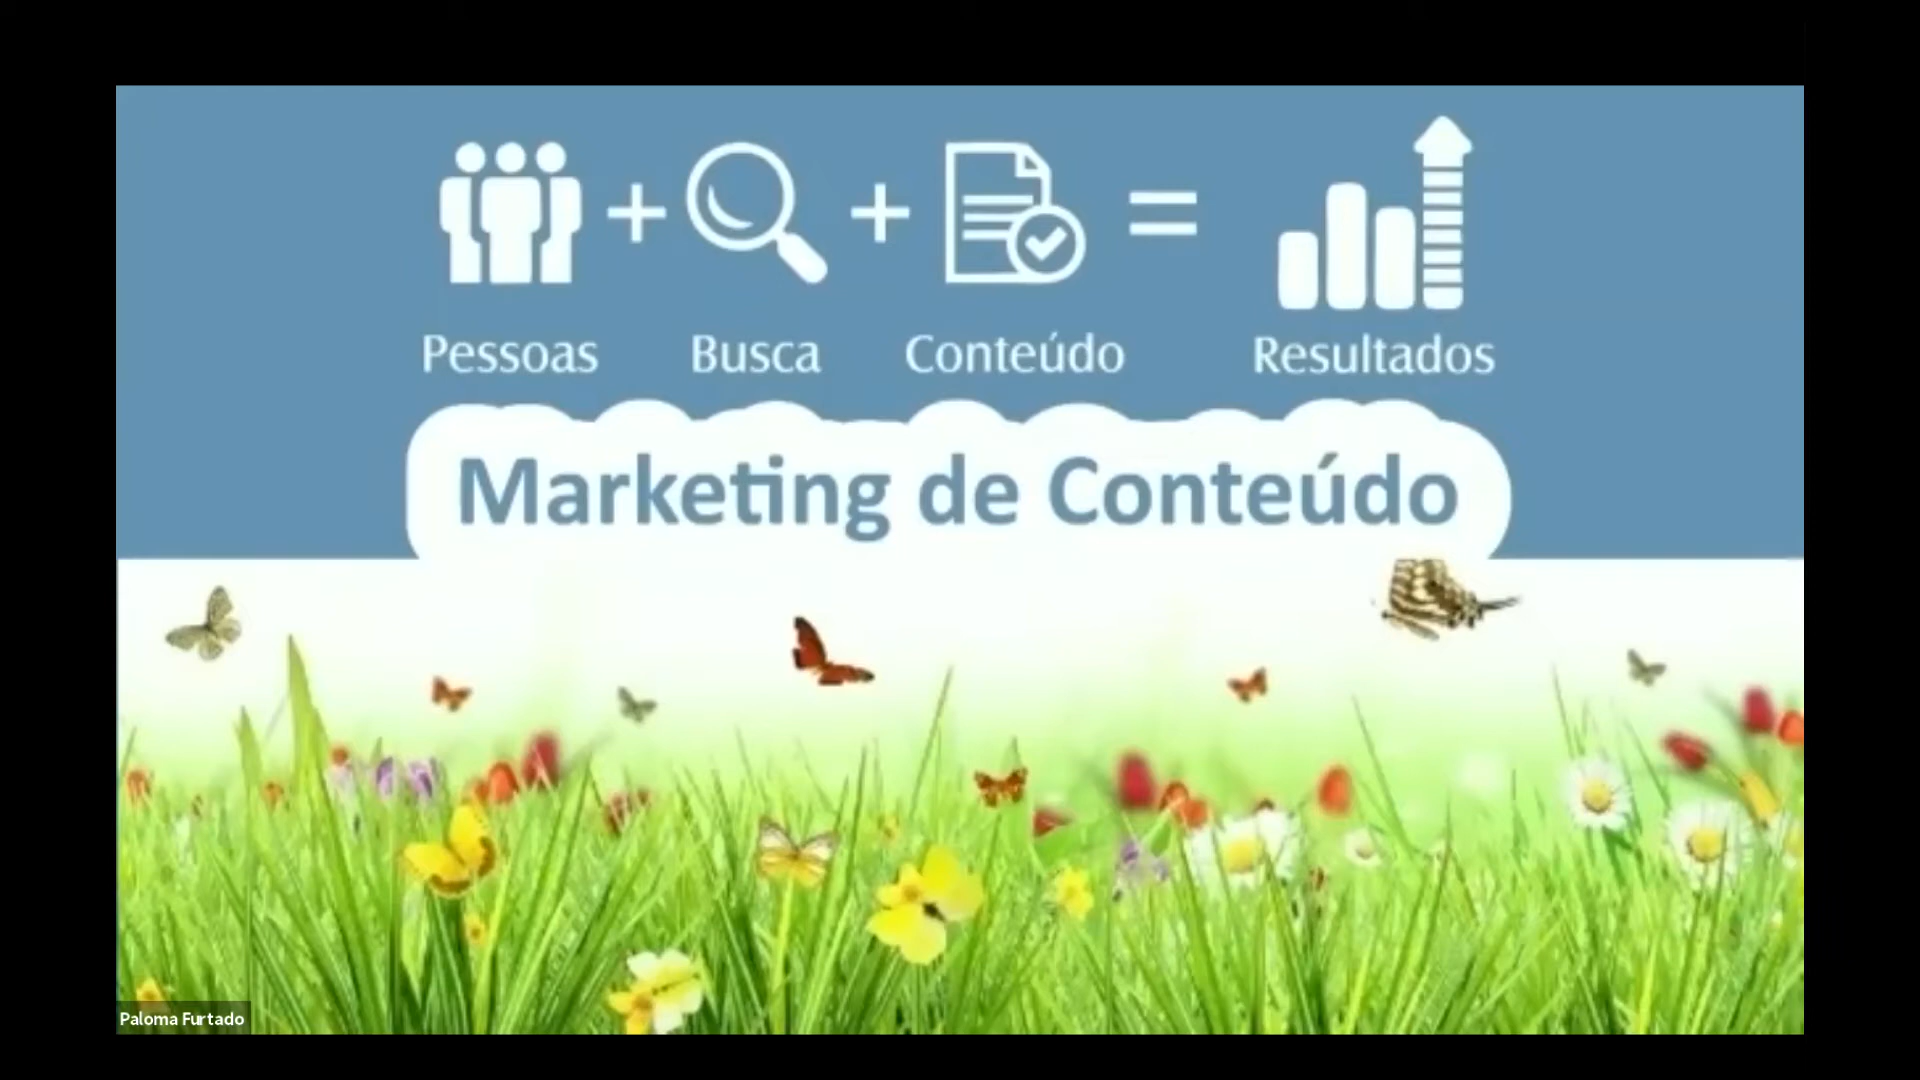 Pessoas + Busca + Conteúdo = Resultados
Marketing de Conteúdo
Paloma Furtado